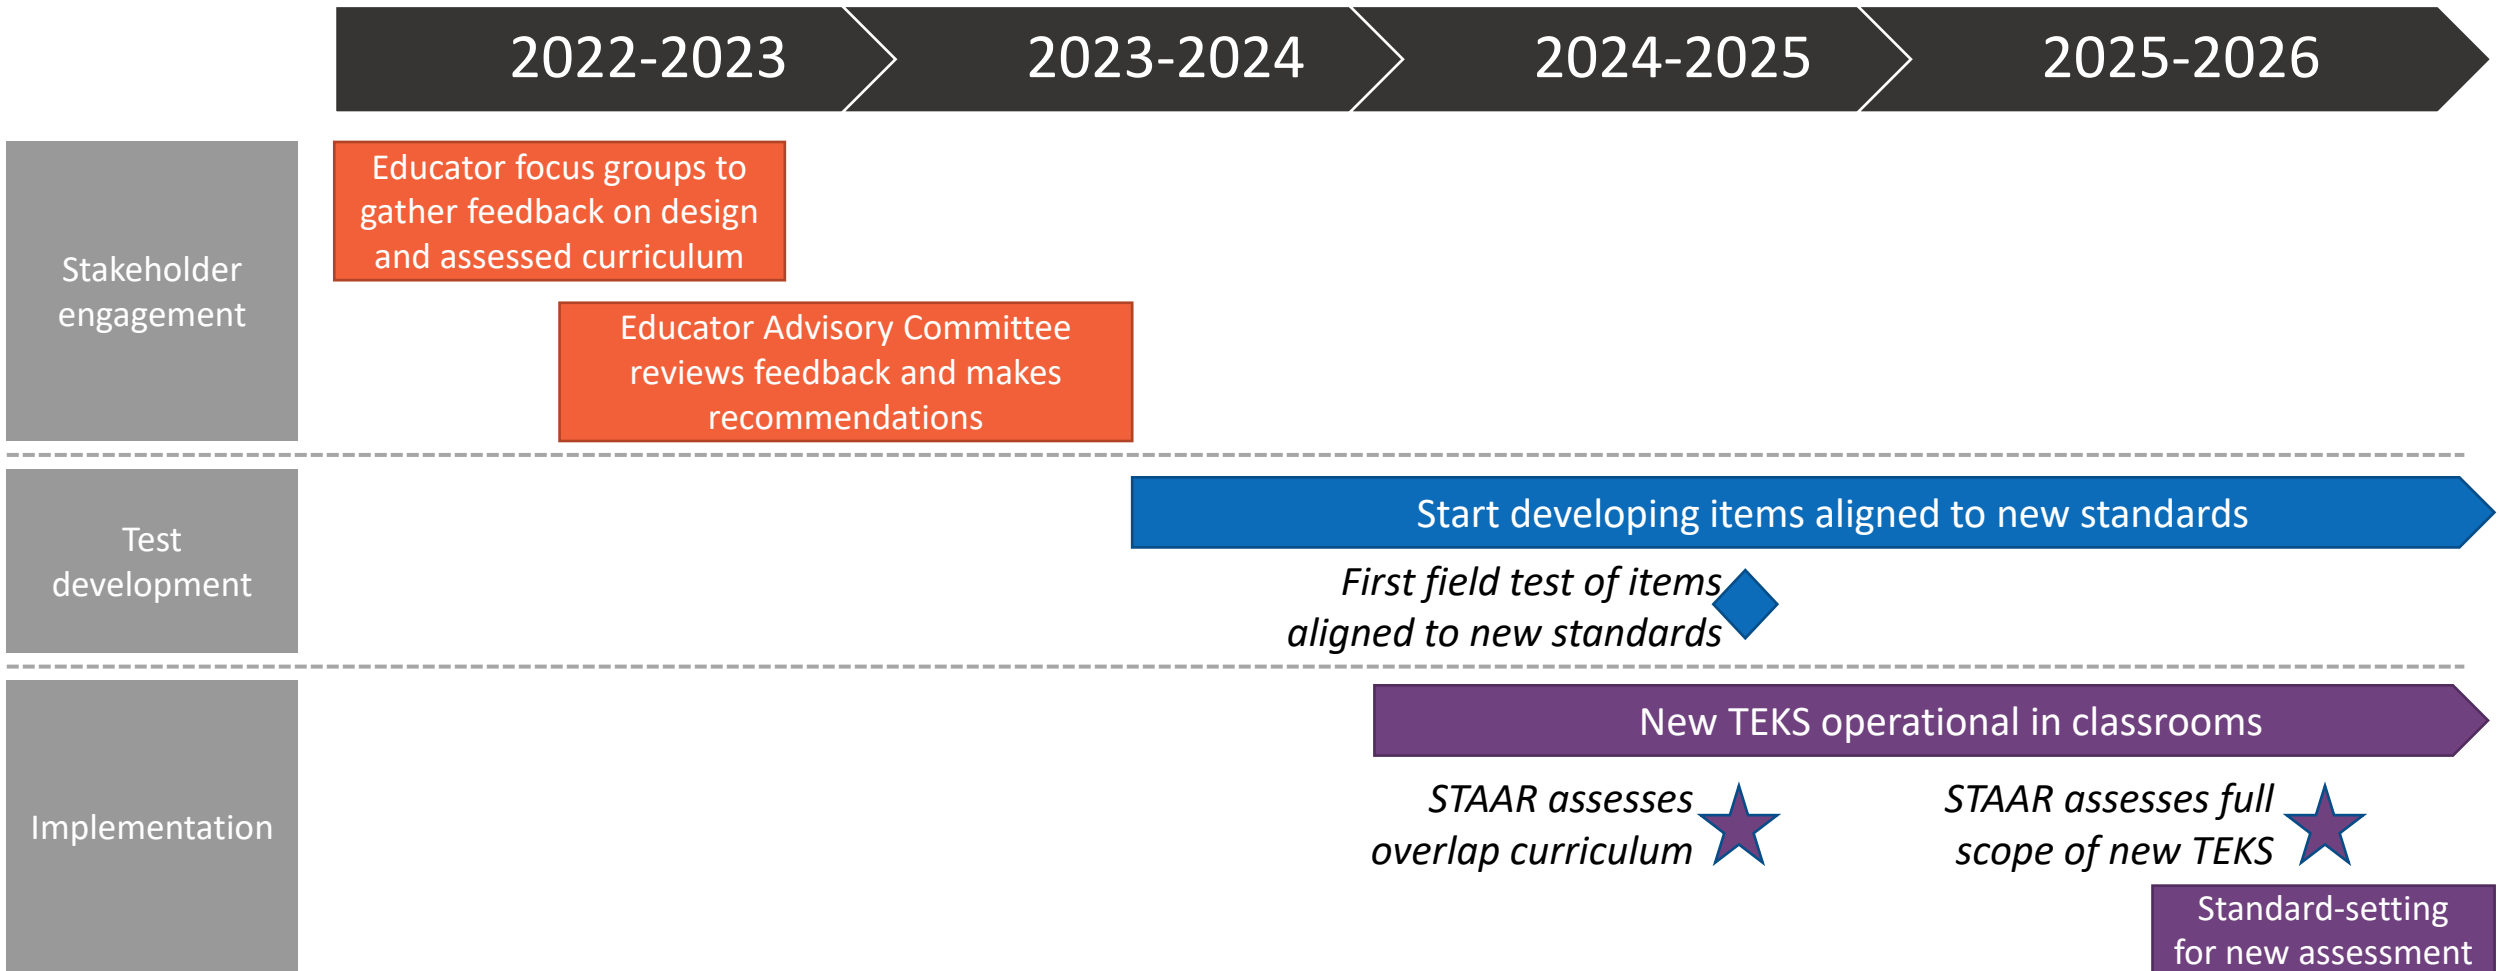 2022-2023
2023-2024
2024-2025
2025-2026
Stakeholder
engagement
Educator focus groups to
gather feedback on design
and assessed curriculum
Educator Advisory Committee
reviews feedback and makes
recommendations
Test
development
Start developing items aligned to new standards
First field test of items
aligned to new standards
Implementation
New TEKS operational in classrooms
STAAR assesses
overlap curriculum
STAAR assesses full
scope of new TEKS
Standard-setting
for new assessment